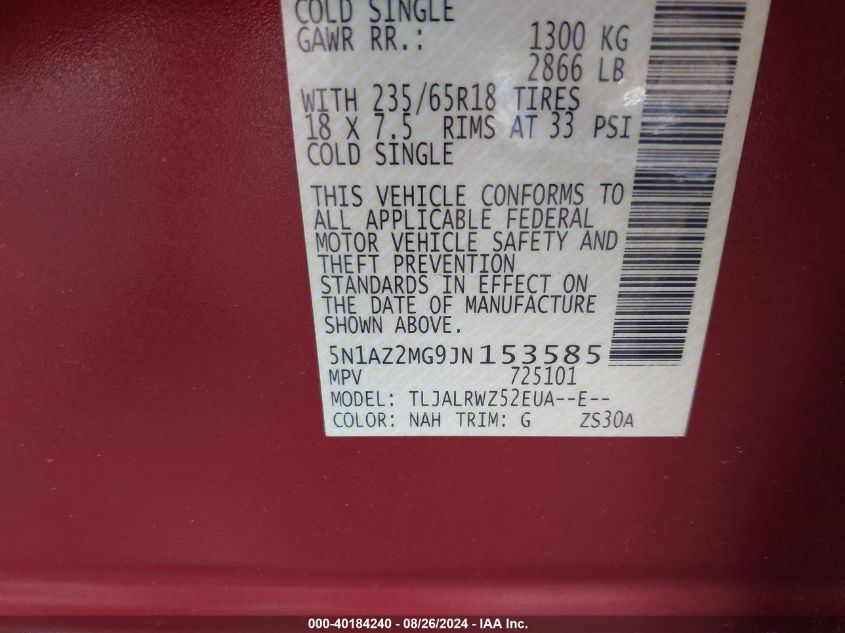 COLD SINGLE
GAWR RR.: 1300 KG
2866 LB
WITH 235/65R18 TIRES
18 X 7.5 RIMS AT 33 PSI
COLD SINGLE
THIS VEHICLE CONFORMS TO
ALL APPLICABLE FEDERAL
MOTOR VEHICLE SAFETY AND
THEFT PREVENTION
STANDARDS IN EFFECT ON
THE DATE OF MANUFACTURE
SHOWN ABOVE.
5N1AZ2MG9JN153585
MPV 725101
MODEL: TLJALRWZ52EUA--E--
COLOR: NAH TRIM: G ZS30A
000-40184240 - 08/26/2024 - IAA Inc.